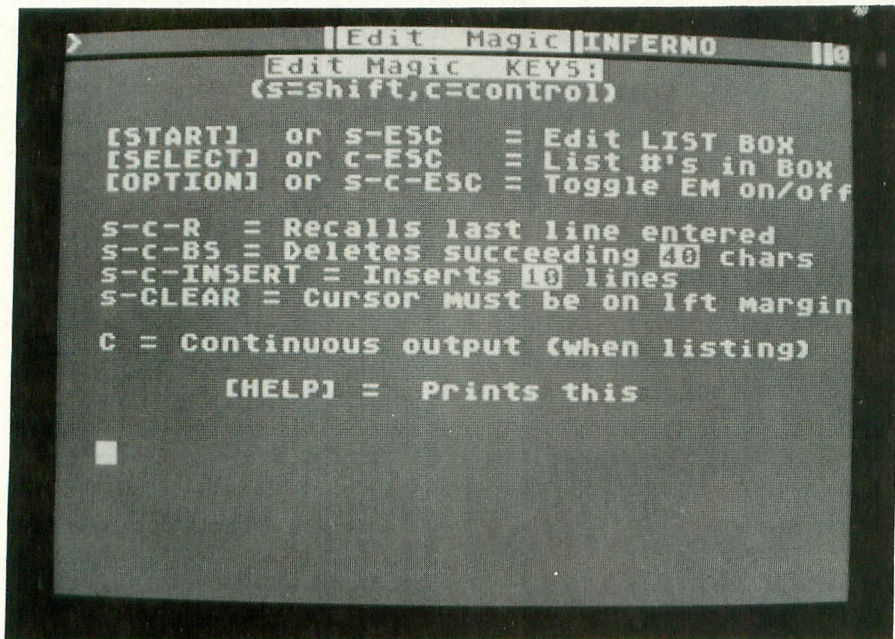 > Edit Magic INFERNO 0
Edit Magic KEYS:
(s=shift,c=control)
[START] or s-ESC = Edit LIST BOX
[SELECT] or c-ESC = List #'s in BOX
[OPTION] or s-c-ESC = Toggle EM on/off
s-c-R = Recalls last line entered
s-c-BS = Deletes succeeding 40 chars
s-c-INSERT = Inserts 10 lines
s-CLEAR = Cursor must be on lft margin
C = Continuous output (when listing)
[HELP] = Prints this